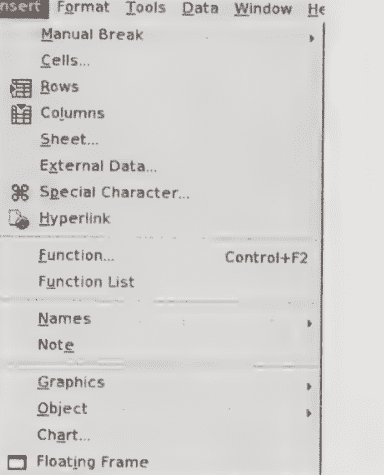 nsert Format Tools Data Window He
Manual Break
Cells...
Rows
Columns
Sheet...
External Data...
Special Character...
Hyperlink
Function... Control+F2
Function List
Names
Note
Graphics
Object
Chart...
Floating Frame